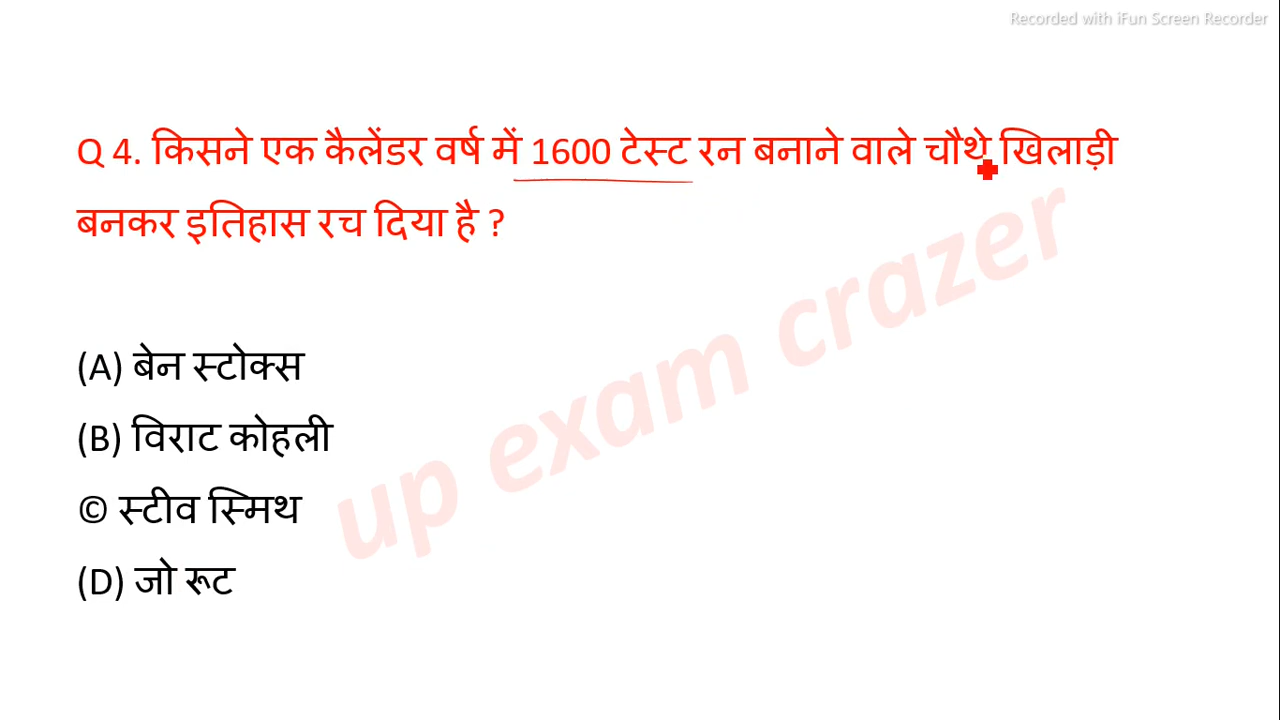 Recorded with iFun Screen Recorder
Q 4. किसने एक कैलेंडर वर्ष में 1600 टेस्ट रन बनाने वाले चौथे खिलाड़ी
बनकर इतिहास रच दिया है ?
(A) बेन स्टोक्स
(B) विराट कोहली
© स्टीव स्मिथ
(D) जो रूट
up exam crazer